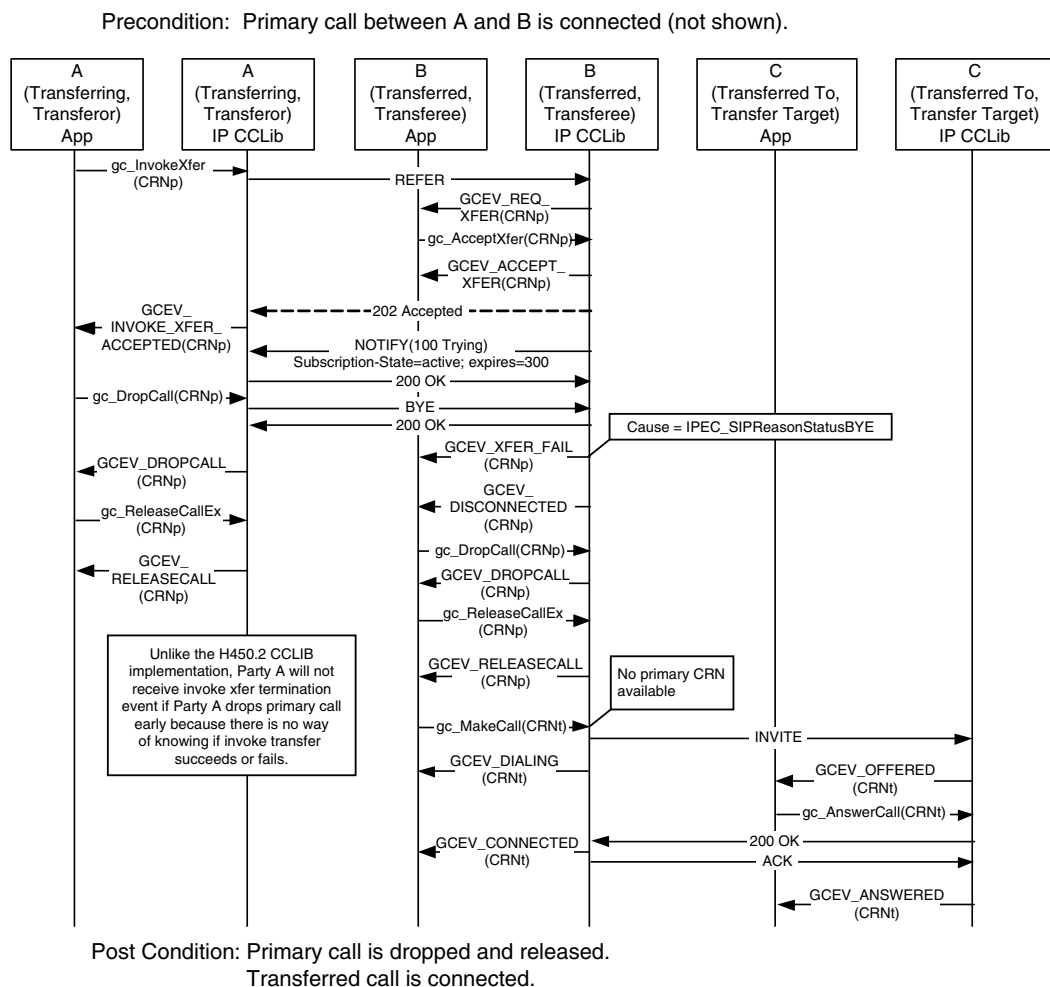 Precondition: Primary call between A and B is connected (not shown).
A
(Transferring,
Transferor)
App
A
(Transferring,
Transferor)
IP CCLib
B
(Transferred,
Transferee)
App
B
(Transferred,
Transferee)
IP CCLib
C
(Transferred To,
Transfer Target)
App
C
(Transferred To,
Transfer Target)
IP CCLib
gc_InvokeXfer
(CRNp)
REFER
GCEV_REQ_
XFER(CRNp)
gc_AcceptXfer(CRNp)
GCEV_ACCEPT_
XFER(CRNp)
202 Accepted
GCEV_
INVOKE_XFER_
ACCEPTED(CRNp)
NOTIFY(100 Trying)
Subscription-State=active; expires=300
200 OK
gc_DropCall(CRNp)
BYE
200 OK
Cause = IPEC_SIPReasonStatusBYE
GCEV_XFER_FAIL
(CRNp)
GCEV_DROPCALL
(CRNp)
GCEV_
DISCONNECTED
(CRNp)
gc_ReleaseCallEx
(CRNp)
gc_DropCall(CRNp)
GCEV_
RELEASECALL
(CRNp)
GCEV_DROPCALL
(CRNp)
gc_ReleaseCallEx
(CRNp)
Unlike the H450.2 CCLIB
implementation, Party A will not
receive invoke xfer termination
event if Party A drops primary call
early because there is no way
of knowing if invoke transfer
succeeds or fails.
GCEV_RELEASECALL
(CRNp)
No primary CRN
available
gc_MakeCall(CRNt)
INVITE
GCEV_DIALING
(CRNt)
GCEV_OFFERED
(CRNt)
gc_AnswerCall(CRNt)
200 OK
GCEV_CONNECTED
(CRNt)
ACK
GCEV_ANSWERED
(CRNt)
Post Condition: Primary call is dropped and released.
Transferred call is connected.